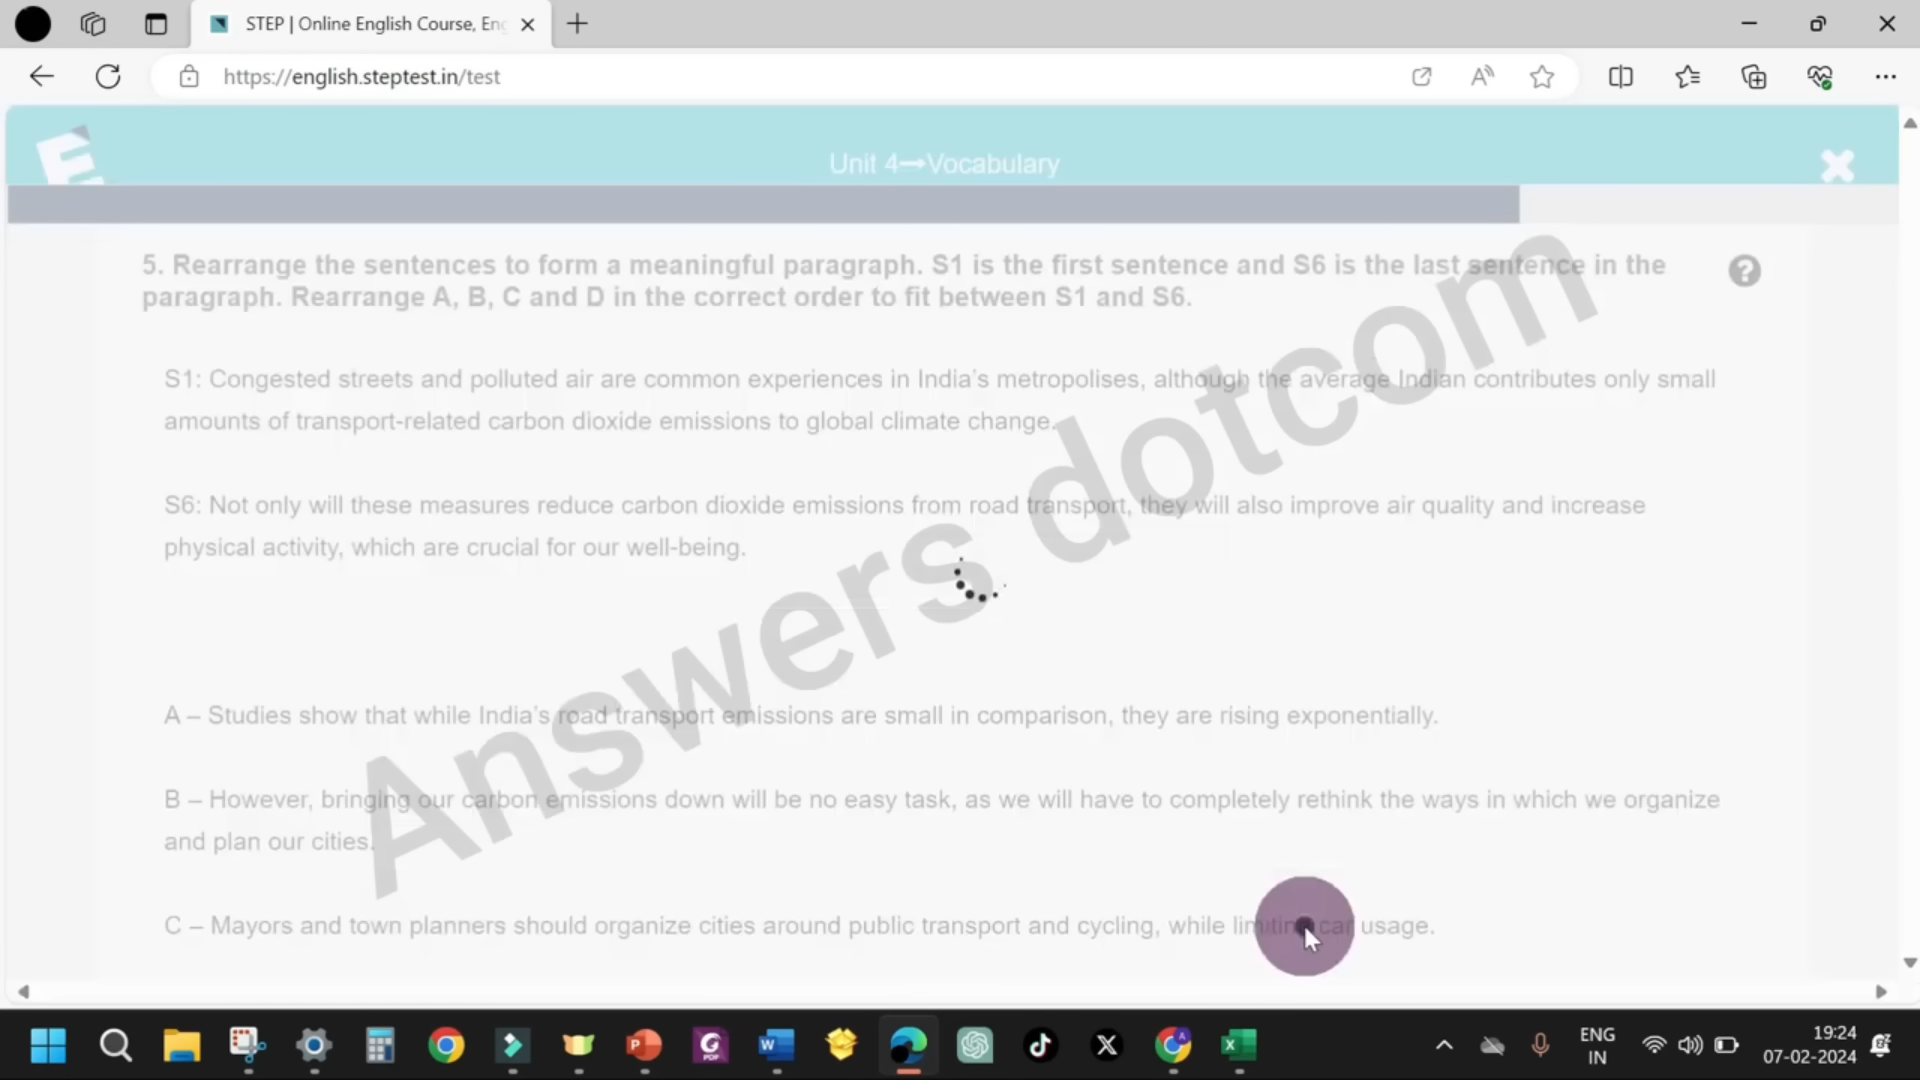 STEP | Online English Course, Eng
https://english.steptest.in/test
Unit 4→Vocabulary
5. Rearrange the sentences to form a meaningful paragraph. S1 is the first sentence and S6 is the last sentence in the
paragraph. Rearrange A, B, C and D in the correct order to fit between S1 and S6.
S1: Congested streets and polluted air are common experiences in India's metropolises, although the average Indian contributes only small
amounts of transport-related carbon dioxide emissions to global climate change.
S6: Not only will these measures reduce carbon dioxide emissions from road transport, they will also improve air quality and increase
physical activity, which are crucial for our well-being.
Answers dotcom
A – Studies show that while India's road transport emissions are small in comparison, they are rising exponentially.
B – However, bringing our carbon emissions down will be no easy task, as we will have to completely rethink the ways in which we organize
and plan our cities.
C – Mayors and town planners should organize cities around public transport and cycling, while limiting car usage.
ENG
IN
19:24
07-02-2024